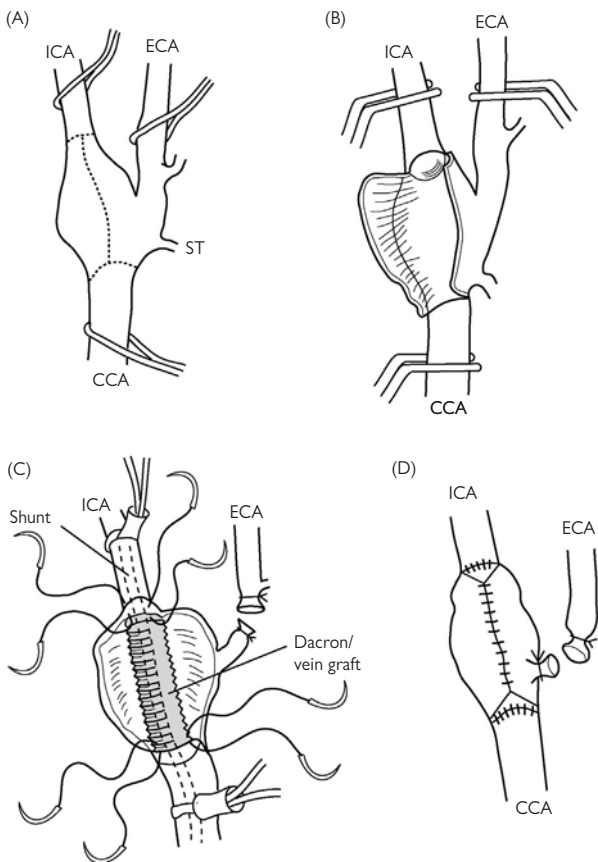 (A)
ICA
ECA
ST
CCA
(B)
ICA
ECA
CCA
(C)
ICA
ECA
Shunt
Dacron/
vein graft
(D)
ICA
ECA
CCA